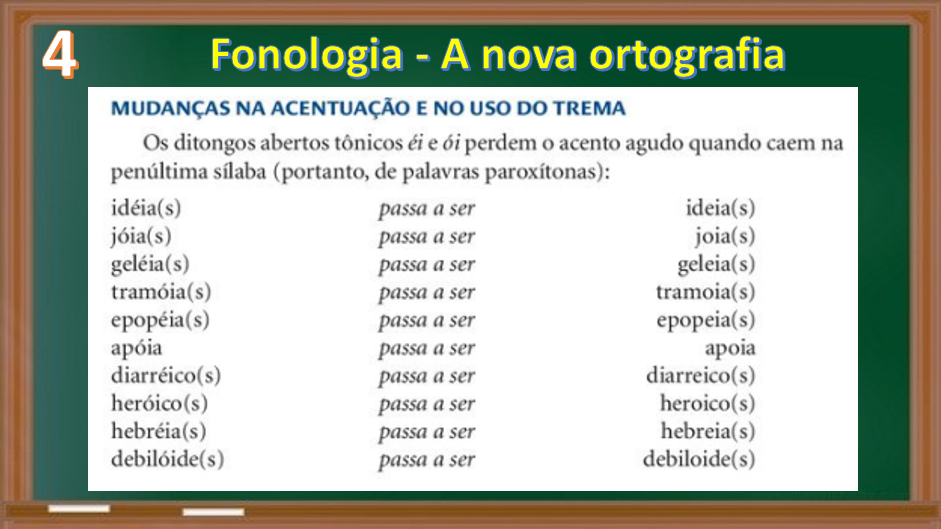 4
Fonologia - A nova ortografia
MUDANÇAS NA ACENTUAÇÃO E NO USO DO TREMA
Os ditongos abertos tônicos éi e ói perdem o acento agudo quando caem na
penúltima sílaba (portanto, de palavras paroxítonas):
idéia(s) passa a ser ideia(s)
jóia(s) passa a ser joia(s)
geléia(s) passa a ser geleia(s)
tramóia(s) passa a ser tramoia(s)
epopéia(s) passa a ser epopeia(s)
apóia passa a ser apoia
diarréico(s) passa a ser diarreico(s)
heróico(s) passa a ser heroico(s)
hebréia(s) passa a ser hebreia(s)
debilóide(s) passa a ser debiloide(s)